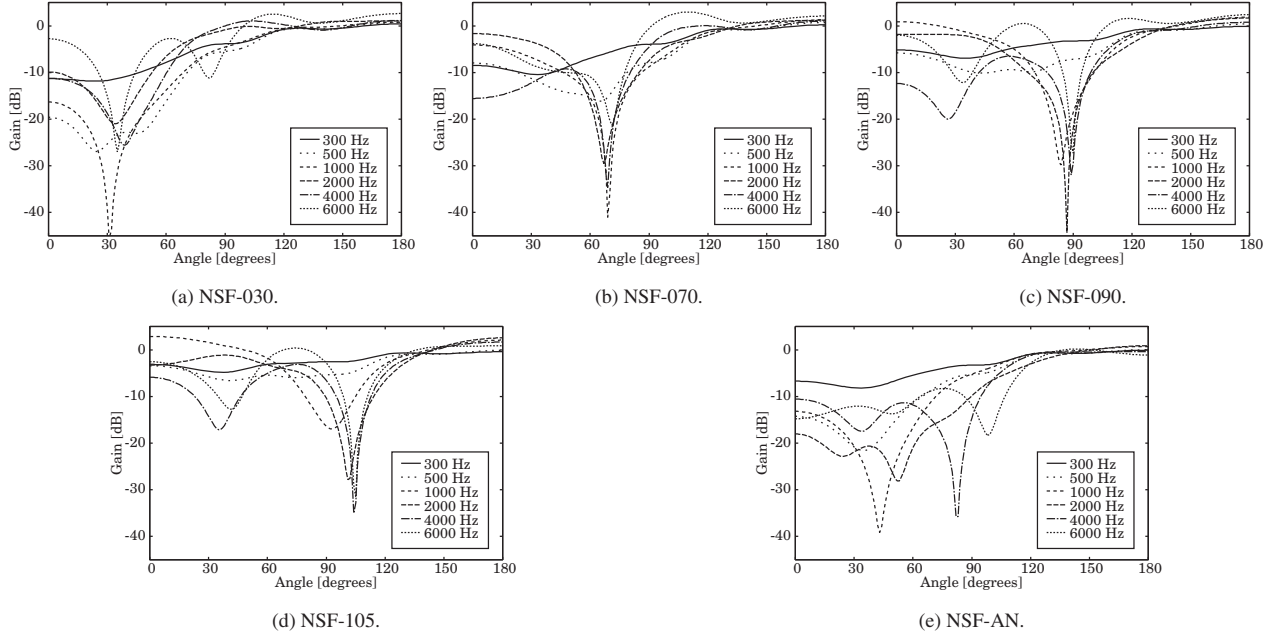 0
-10
-20
-30
-40
Gain [dB]
300 Hz
500 Hz
1000 Hz
2000 Hz
4000 Hz
6000 Hz
0 30 60 90 120 150 180
Angle [degrees]
(a) NSF-030.
0
-10
-20
-30
-40
Gain [dB]
300 Hz
500 Hz
1000 Hz
2000 Hz
4000 Hz
6000 Hz
0 30 60 90 120 150 180
Angle [degrees]
(b) NSF-070.
0
-10
-20
-30
-40
Gain [dB]
300 Hz
500 Hz
1000 Hz
2000 Hz
4000 Hz
6000 Hz
0 30 60 90 120 150 180
Angle [degrees]
(c) NSF-090.
0
-10
-20
-30
-40
Gain [dB]
300 Hz
500 Hz
1000 Hz
2000 Hz
4000 Hz
6000 Hz
0 30 60 90 120 150 180
Angle [degrees]
(d) NSF-105.
0
-10
-20
-30
-40
Gain [dB]
300 Hz
500 Hz
1000 Hz
2000 Hz
4000 Hz
6000 Hz
0 30 60 90 120 150 180
Angle [degrees]
(e) NSF-AN.